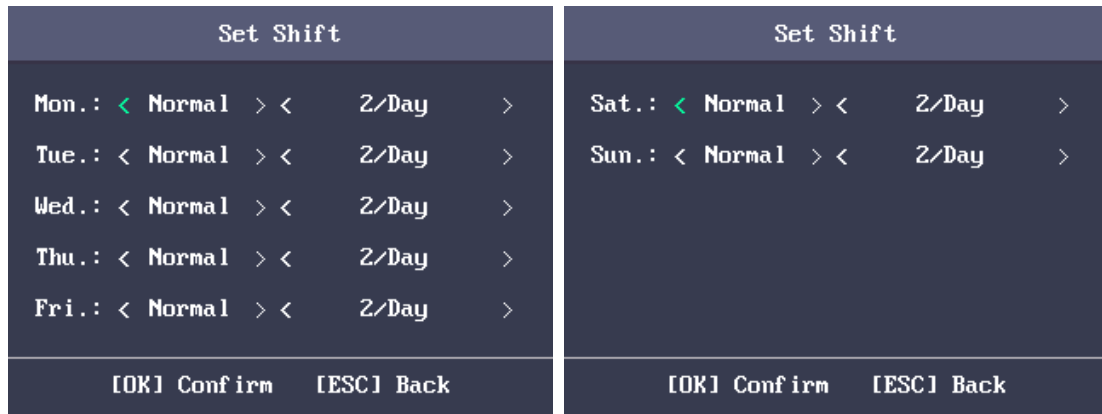 Set Shift
Mon.: < Normal > < 2/Day >
Tue.: < Normal > < 2/Day >
Wed.: < Normal > < 2/Day >
Thu.: < Normal > < 2/Day >
Fri.: < Normal > < 2/Day >
[OK] Confirm [ESC] Back
Set Shift
Sat.: < Normal > < 2/Day >
Sun.: < Normal > < 2/Day >
[OK] Confirm [ESC] Back